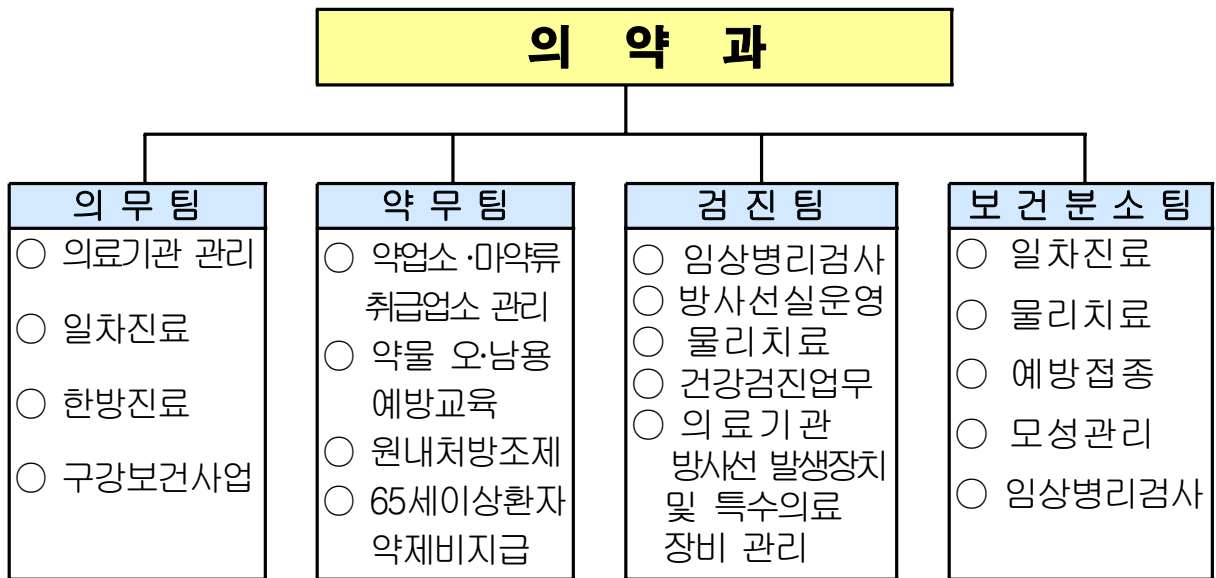 의 약 과
의 무 팀
○ 의료기관 관리
○ 일차진료
○ 한방진료
○ 구강보건사업
약 무 팀
○ 약업소·마약류
취급업소 관리
○ 약물 오·남용
예방교육
○ 원내처방조제
○ 65세이상환자
약제비지급
검 진 팀
○ 임상병리검사
○ 방사선실운영
○ 물리치료
○ 건강검진업무
○ 의료기관
방사선 발생장치
및 특수의료
장비 관리
보 건 분 소 팀
○ 일차진료
○ 물리치료
○ 예방접종
○ 모성관리
○ 임상병리검사